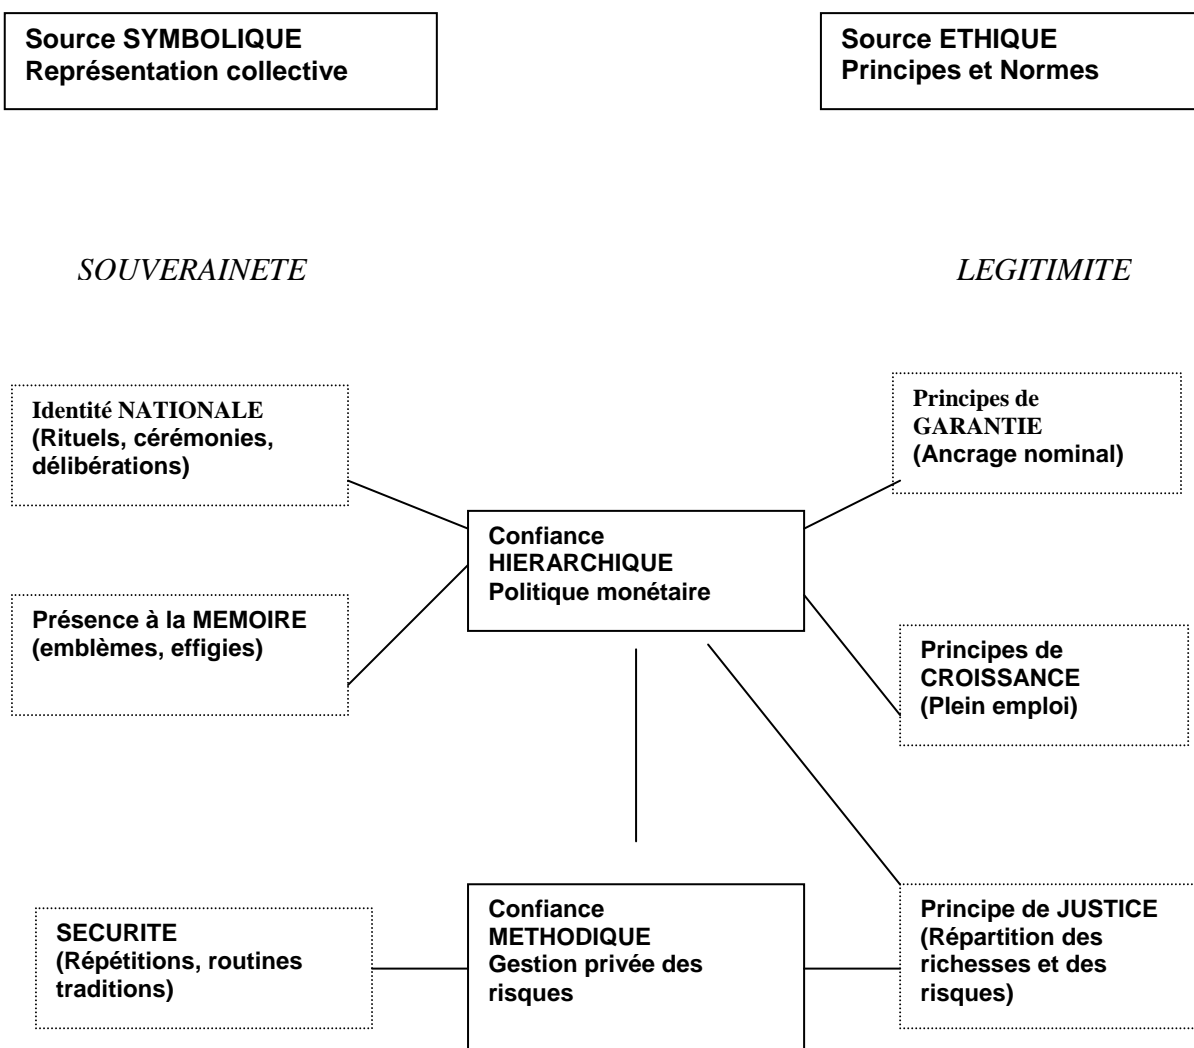 Source SYMBOLIQUE
Représentation collective
Source ETHIQUE
Principes et Normes
SOUVERAINETE
LEGITIMITE
Identité NATIONALE
(Rituels, cérémonies,
délibérations)
Principes de
GARANTIE
(Ancrage nominal)
Confiance
HIERARCHIQUE
Politique monétaire
Présence à la MEMOIRE
(emblèmes, effigies)
Principes de
CROISSANCE
(Plein emploi)
SECURITE
(Répétitions, routines
traditions)
Confiance
METHODIQUE
Gestion privée des
risques
Principe de JUSTICE
(Répartition des
richesses et des
risques)